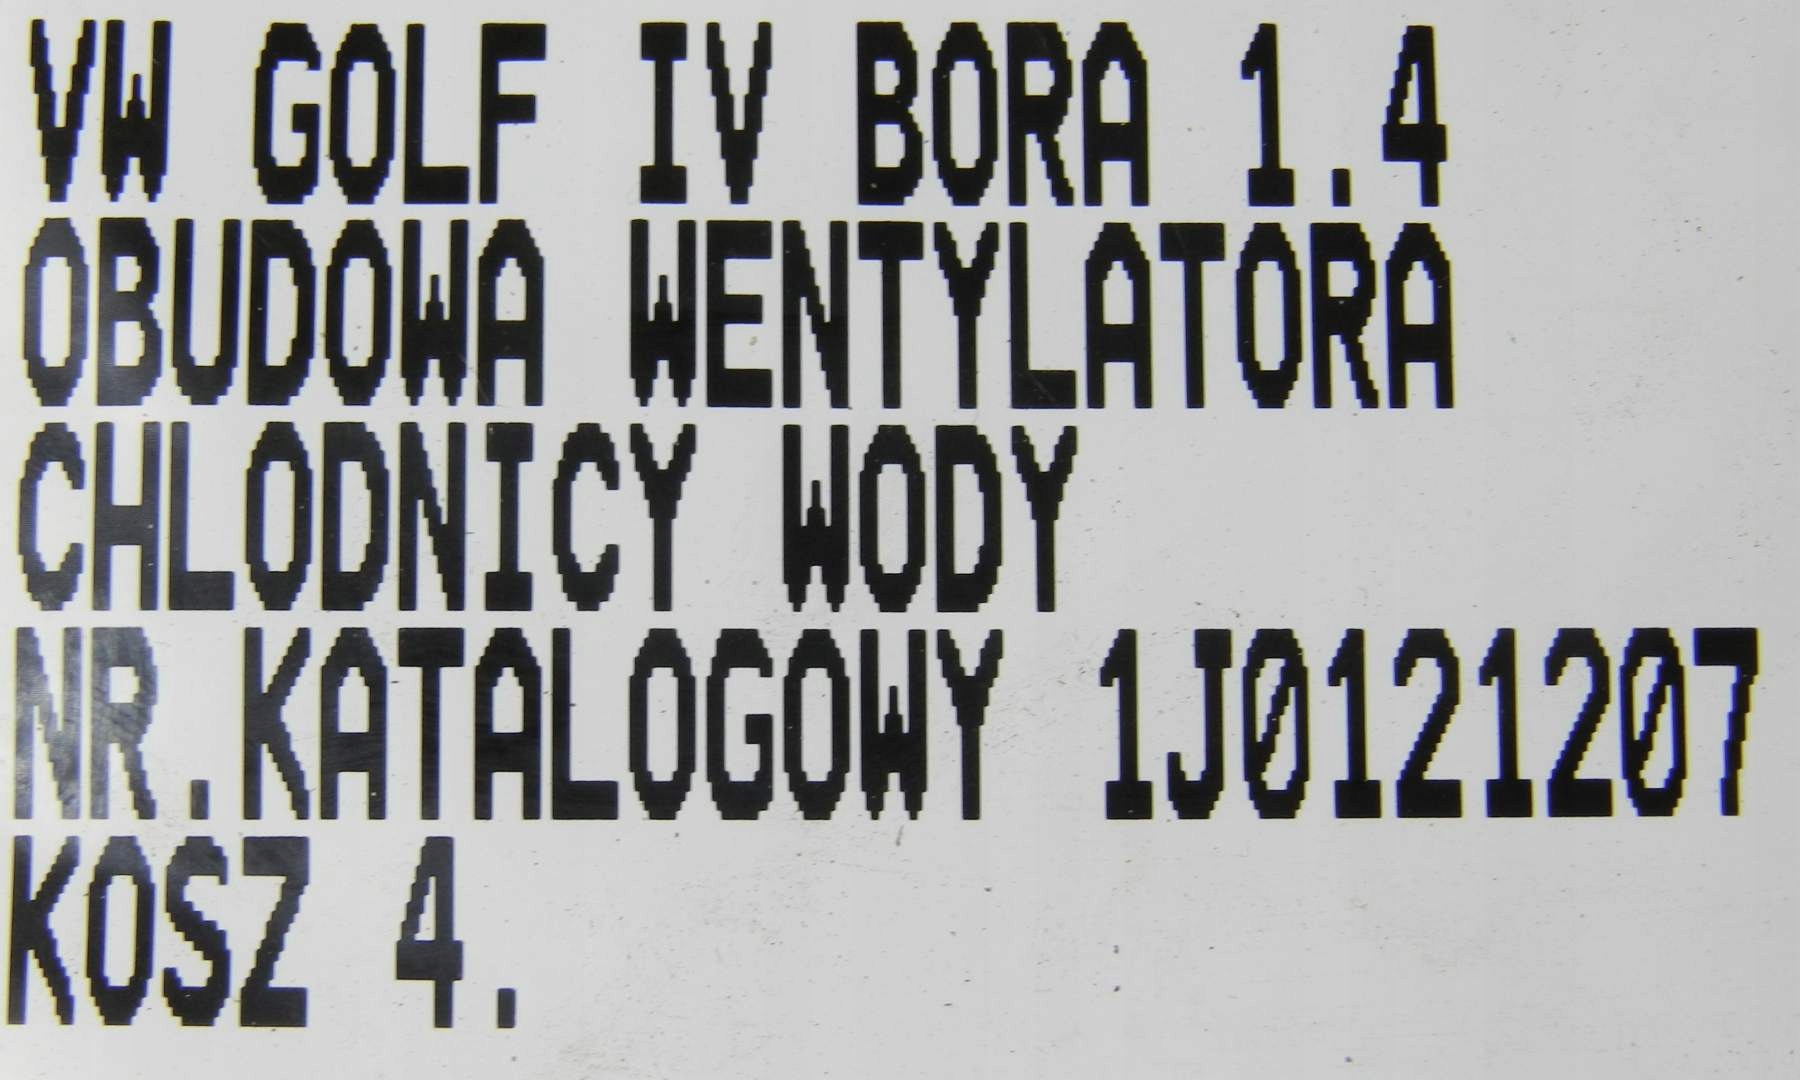 VW GOLF IV BORA 1.4
OBUDOWA WENTYLATORA
CHLODNICY WODY
NR.KATALOGOWY 1J0121207
KOSZ 4.